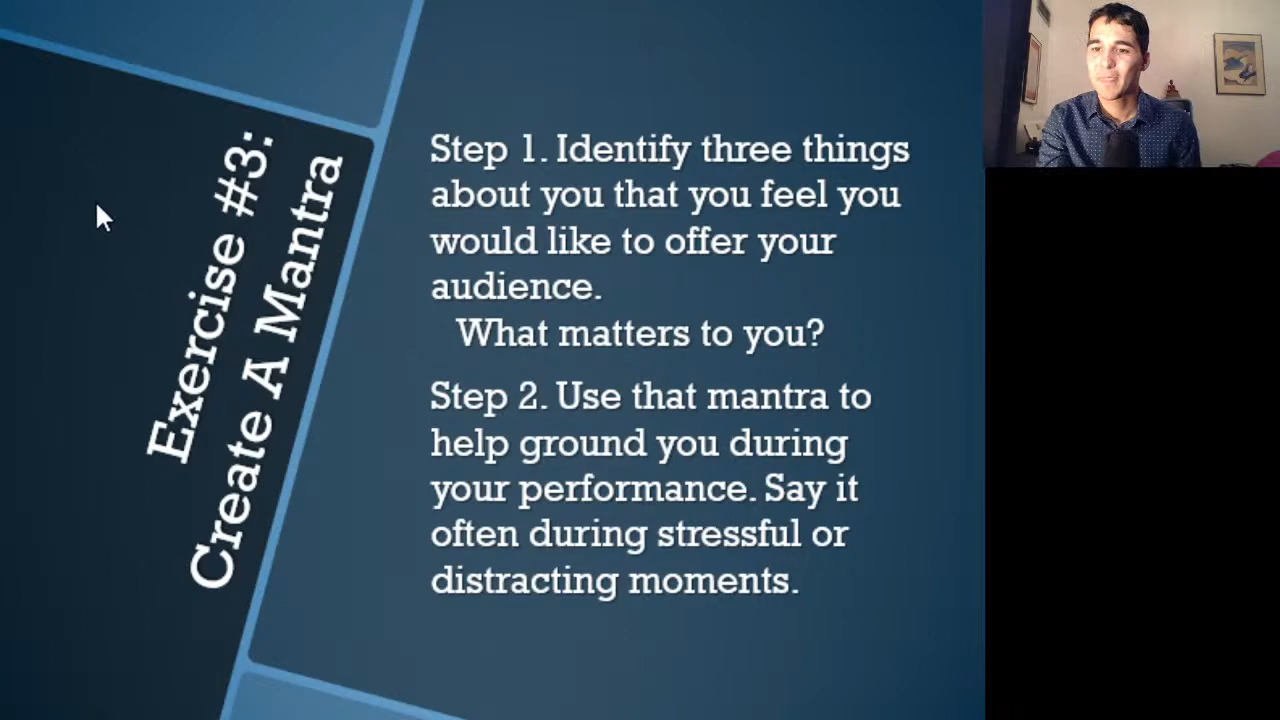 Exercise #3:
Create A Mantra
Step 1. Identify three things
about you that you feel you
would like to offer your
audience.
What matters to you?
Step 2. Use that mantra to
help ground you during
your performance. Say it
often during stressful or
distracting moments.